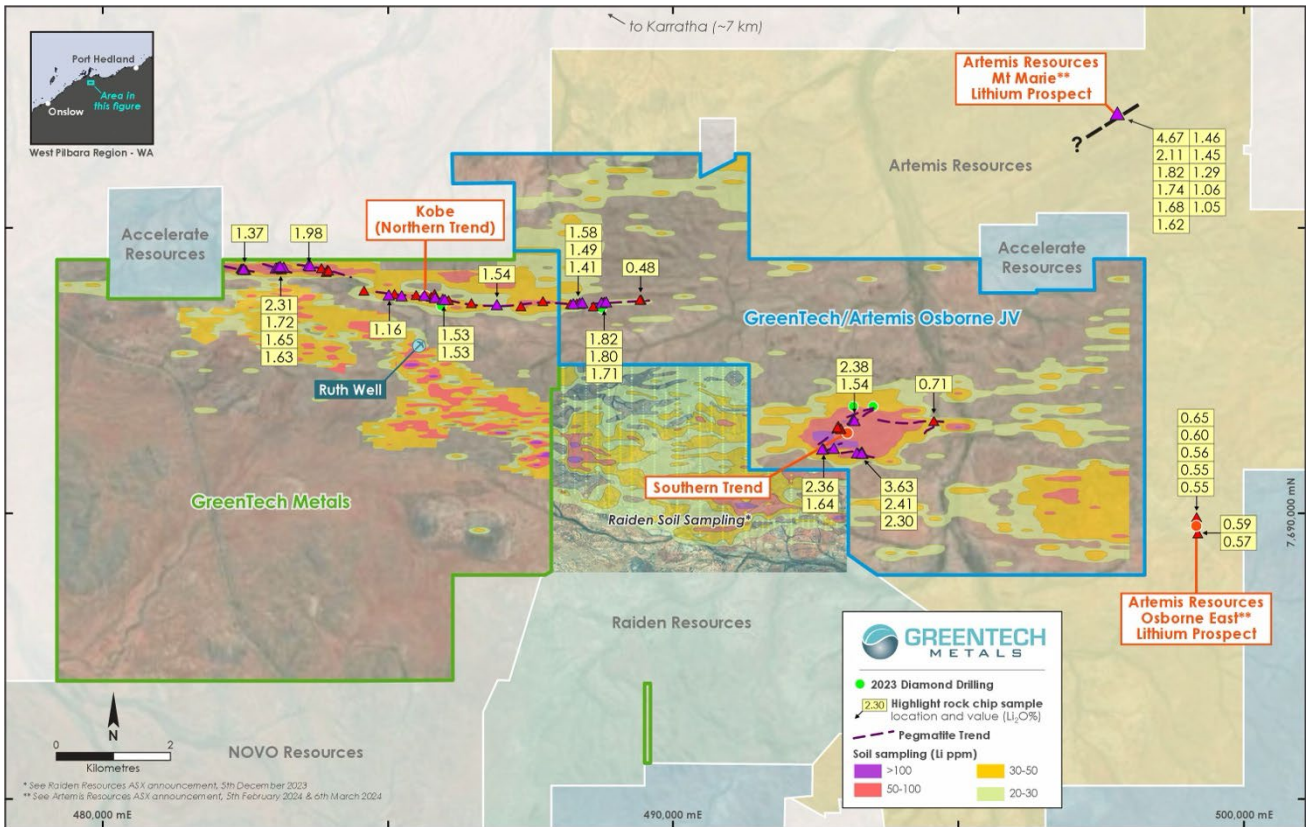 to Karratha (~7 km)
Port Hedland
Area in
this figure
Onslow
West Pilbara Region - WA
Artemis Resources
Mt Marie**
Lithium Prospect
?
4.67 1.46
2.11 1.45
1.82 1.29
1.74 1.06
1.68 1.05
1.62
Artemis Resources
Accelerate
Resources
Kobe
(Northern Trend)
1.37
1.98
1.58
1.49
1.41
0.48
1.54
Accelerate
Resources
2.31
1.72
1.65
1.63
1.16
1.53
1.53
1.82
1.80
1.71
GreenTech/Artemis Osborne JV
Ruth Well
2.38
1.54
0.71
GreenTech Metals
Southern Trend
2.36
1.64
3.63
2.41
2.30
Raiden Soil Sampling*
0.65
0.60
0.56
0.55
0.55
0.59
0.57
7,690,000 mN
Artemis Resources
Osborne East**
Lithium Prospect
Raiden Resources
GREENTECH
METALS
2023 Diamond Drilling
2.30 Highlight rock chip sample
location and value (Li₂O%)
Pegmatite Trend
Soil sampling (Li ppm)
>100 30-50
50-100 20-30
N
0 2
Kilometres
NOVO Resources
* See Raiden Resources ASX announcement, 5th December 2023
** See Artemis Resources ASX announcement, 5th February 2024 & 6th March 2024
480,000 mE
490,000 mE
500,000 mE